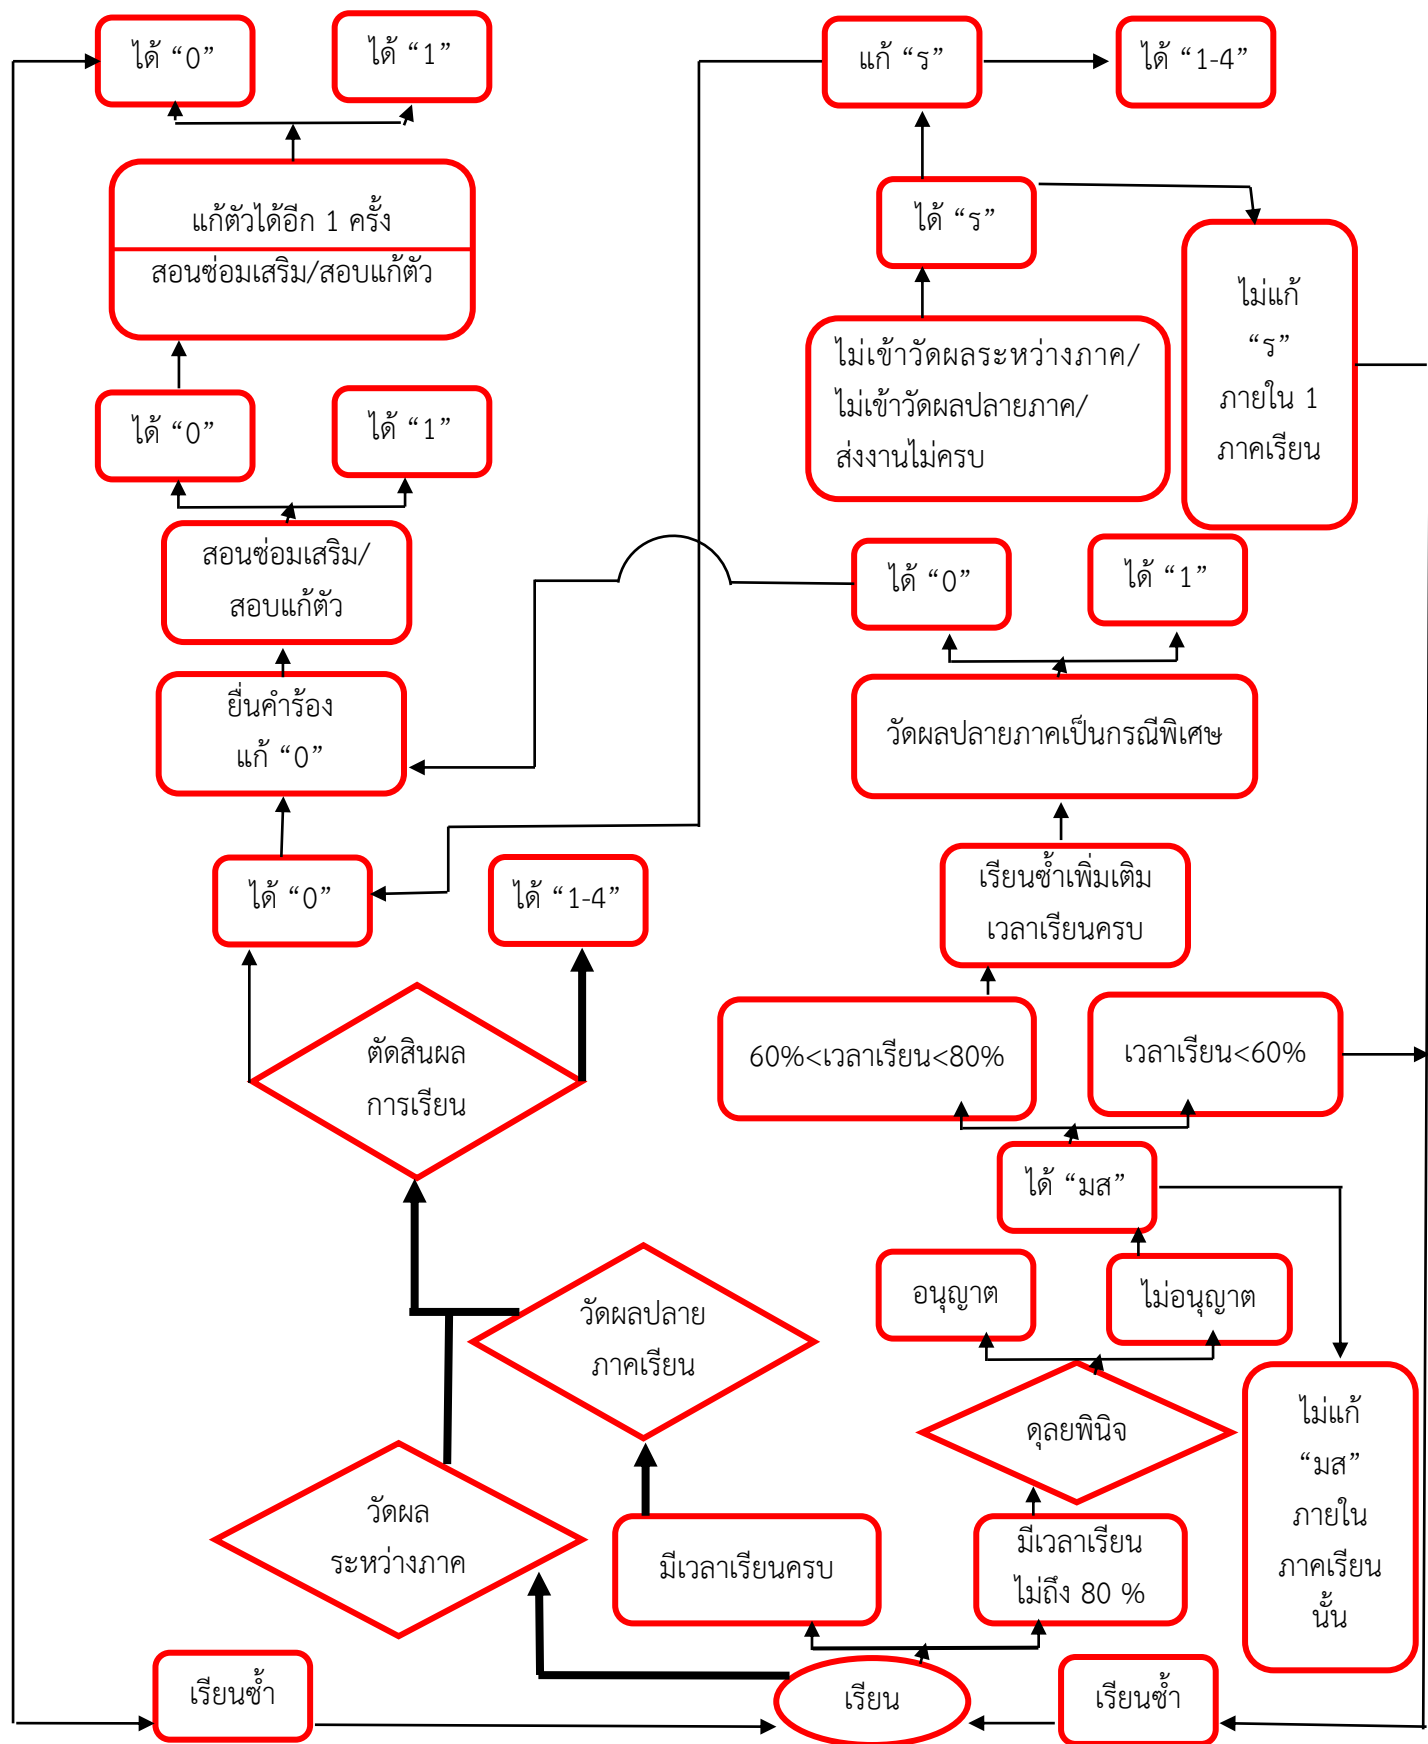 ได้ “0”
ได้ “1”
แก้ “ร”
ได้ “1-4”
แก้ตัวได้อีก 1 ครั้ง
สอนซ่อมเสริม/สอบแก้ตัว
ได้ “ร”
ไม่แก้
“ร”
ภายใน 1
ภาคเรียน
ไม่เข้าวัดผลระหว่างภาค/
ไม่เข้าวัดผลปลายภาค/
ส่งงานไม่ครบ
ได้ “0”
ได้ “1”
สอนซ่อมเสริม/
สอบแก้ตัว
ได้ “0”
ได้ “1”
ยื่นคำร้อง
แก้ “0”
วัดผลปลายภาคเป็นกรณีพิเศษ
ได้ “0”
ได้ “1-4”
เรียนซ้ำเพิ่มเติม
เวลาเรียนครบ
ตัดสินผล
การเรียน
60%<เวลาเรียน<80%
เวลาเรียน<60%
ได้ “มส”
อนุญาต
ไม่อนุญาต
วัดผลปลาย
ภาคเรียน
ดุลยพินิจ
ไม่แก้
“มส”
ภายใน
ภาคเรียน
นั้น
วัดผล
ระหว่างภาค
มีเวลาเรียนครบ
มีเวลาเรียน
ไม่ถึง 80 %
เรียนซ้ำ
เรียน
เรียนซ้ำ